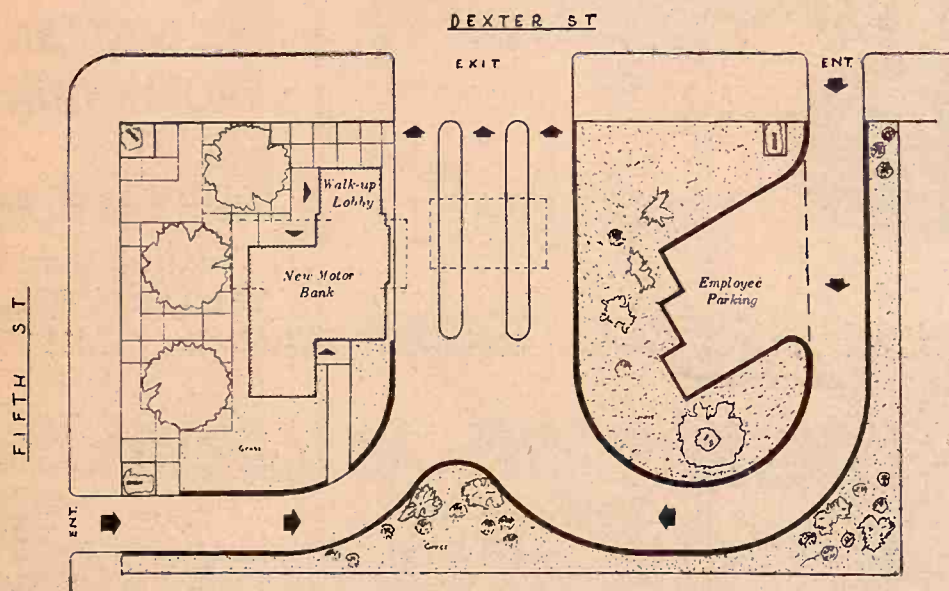 DEXTER ST
EXIT
ENT.
Walk-up
Lobby
New Motor
Bank
Employee
Parking
FIFTH ST
Grass
ENT.
Grass